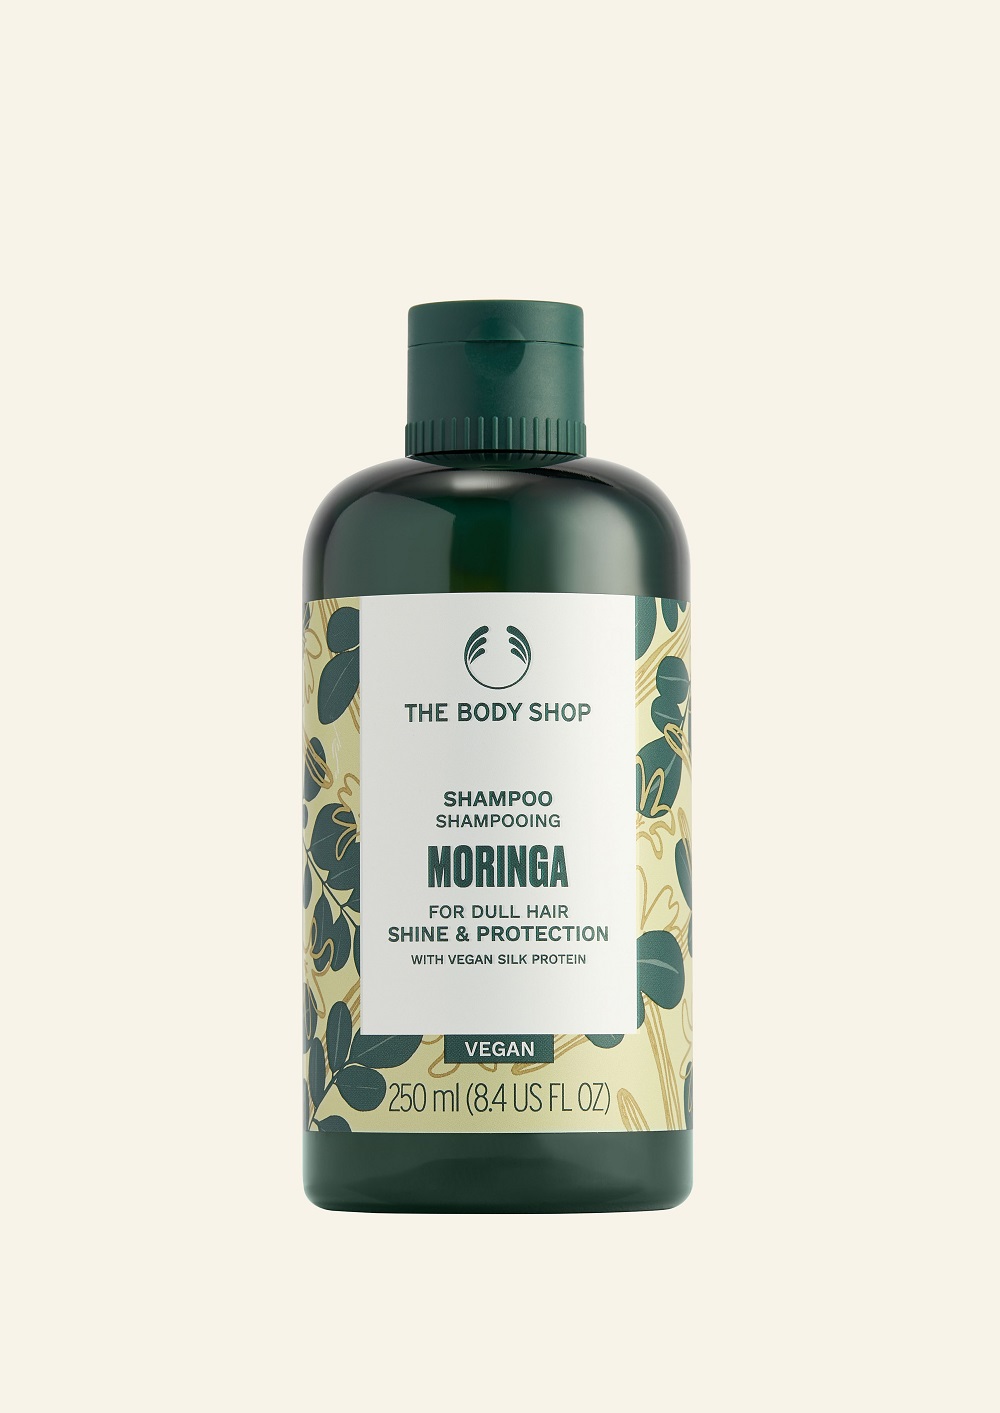 THE BODY SHOP
SHAMPOO
SHAMPOOING
MORINGA
FOR DULL HAIR
SHINE & PROTECTION
WITH VEGAN SILK PROTEIN
VEGAN
250 ml (8.4 US FL OZ)